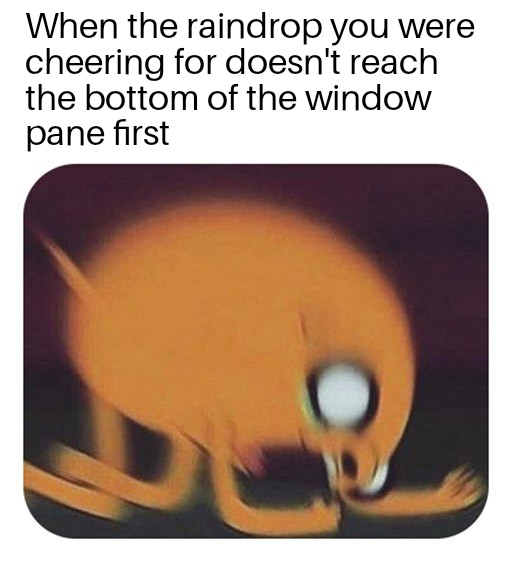 When the raindrop you were
cheering for doesn't reach
the bottom of the window
pane first